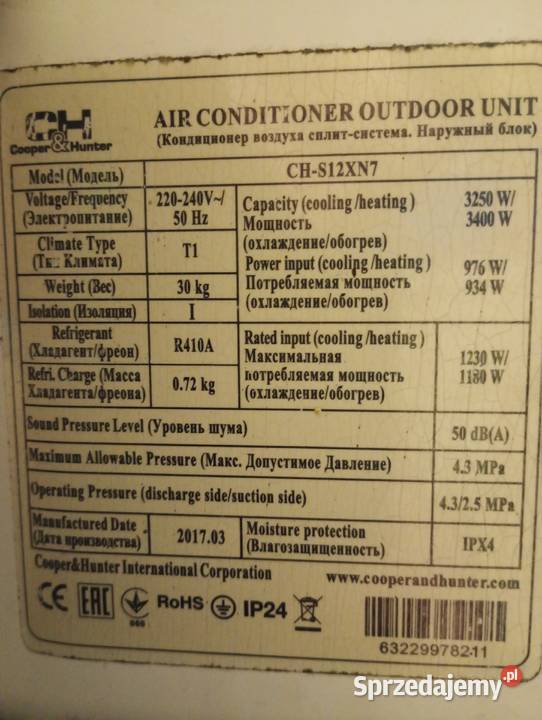 CH
Cooper&Hunter
AIR CONDITIONER OUTDOOR UNIT
(Кондиционер воздуха сплит-система. Наружный блок)
Model (Модель)
CH-S12XN7
Voltage/Frequency
(Электропитание)
220-240V~/
50 Hz
Climate Type
(Тип Климата)
T1
Weight (Вес)
30 kg
Isolation (Изоляция)
I
Refrigerant
(Хладагент/фреон)
R410A
Refri. Charge (Масса
Хладагента/фреона)
0.72 kg
Capacity (cooling /heating)
Мощность
(охлаждение/обогрев)
3250 W/
3400 W
Power input (cooling /heating )
Потребляемая мощность
(охлаждение/обогрев)
976 W/
934 W
Rated input (cooling /heating)
Максимальная
потребляемая мощность
(охлаждение/обогрев)
1230 W/
1180 W
Sound Pressure Level (Уровень шума)
50 dB(A)
Maximum Allowable Pressure (Макс. Допустимое Давление)
4.3 MPa
Operating Pressure (discharge side/suction side)
4.3/2.5 MPa
Manufactured Date
(Дата производства)
2017.03
Moisture protection
(Влагозащищенность)
IPX4
Cooper&Hunter International Corporation
www.cooperandhunter.com
CE EAC RoHS IP24
63229978211
Sprzedajemy.pl